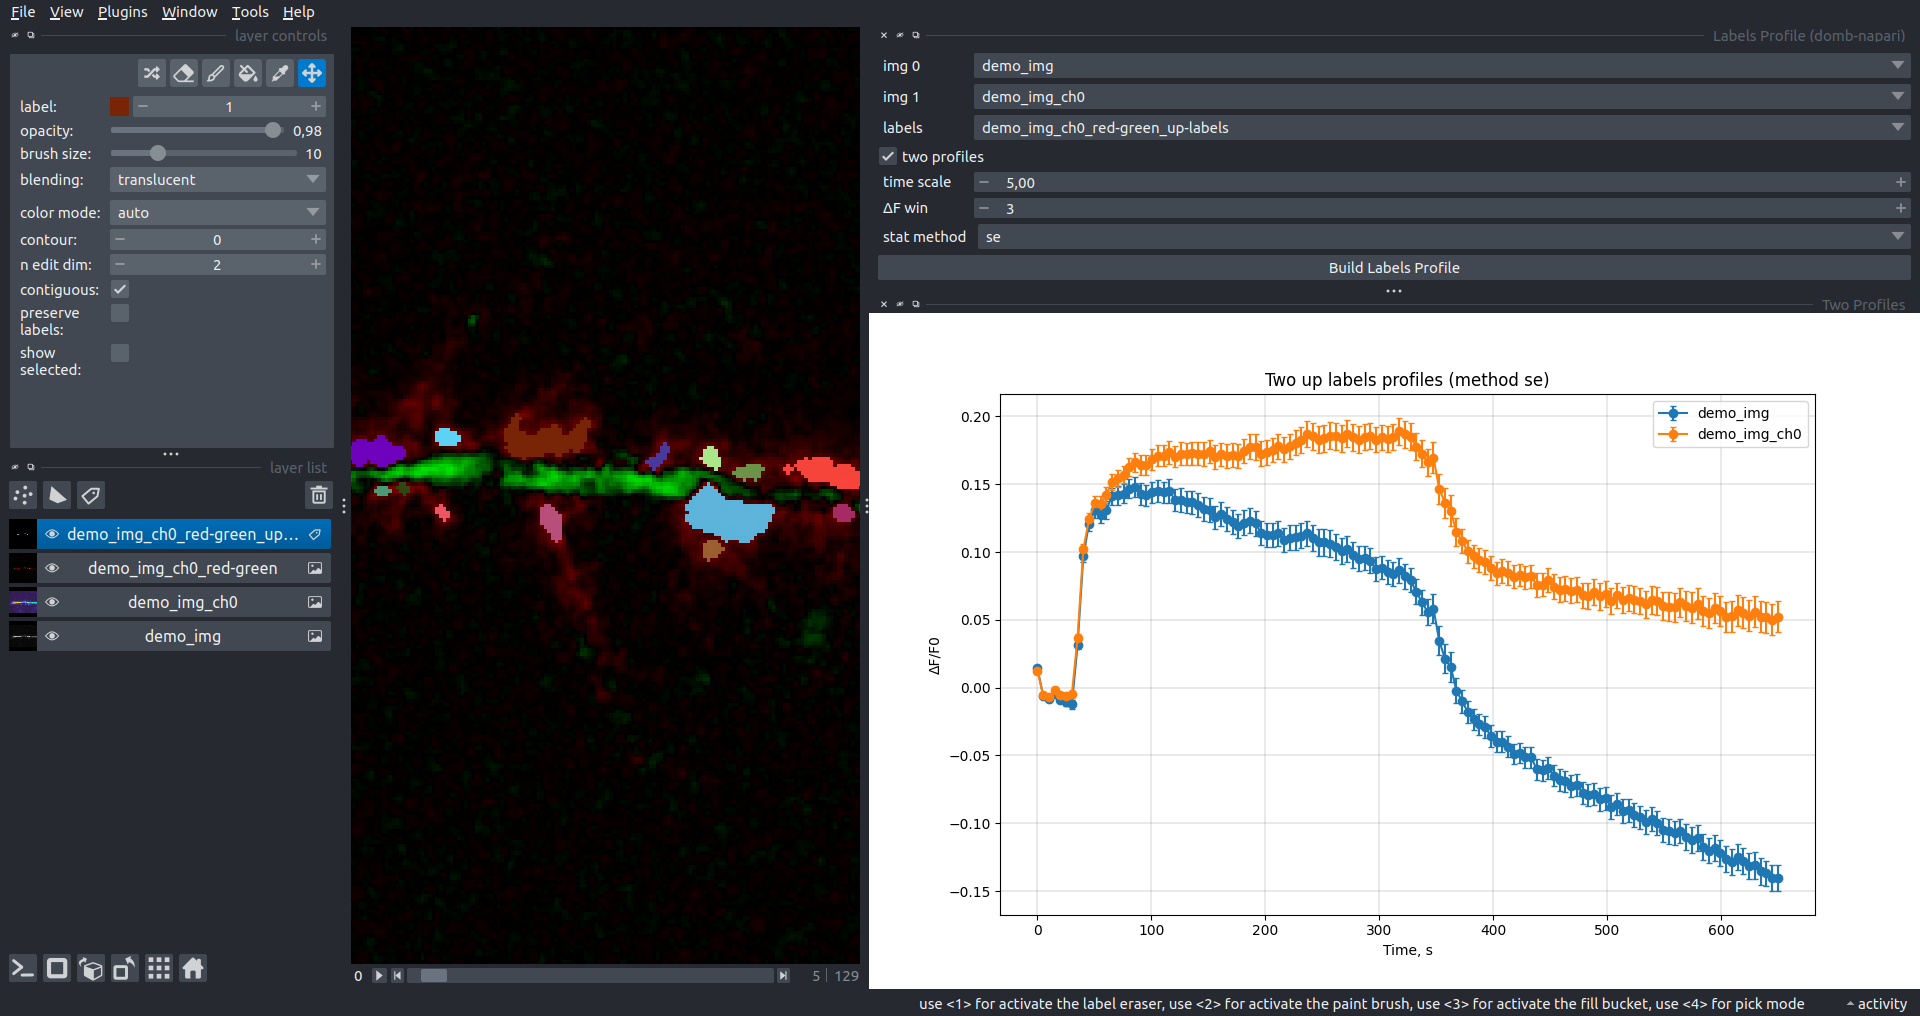 File View Plugins Window Tools Help
layer controls
label: 1
opacity: 0,98
brush size: 10
blending: translucent
color mode: auto
contour: 0
n edit dim: 2
contiguous:
preserve
labels:
show
selected:
layer list
demo_img_ch0_red-green_up...
demo_img_ch0_red-green
demo_img_ch0
demo_img
0 5 | 129
Labels Profile (domb-napari)
img 0 demo_img
img 1 demo_img_ch0
labels demo_img_ch0_red-green_up-labels
two profiles
time scale 5,00
ΔF win 3
stat method se
Build Labels Profile
Two Profiles
Two up labels profiles (method se)
demo_img
demo_img_ch0
0.20
0.15
0.10
0.05
0.00
−0.05
−0.10
−0.15
ΔF/F0
0 100 200 300 400 500 600
Time, s
use <1> for activate the label eraser, use <2> for activate the paint brush, use <3> for activate the fill bucket, use <4> for pick mode
activity